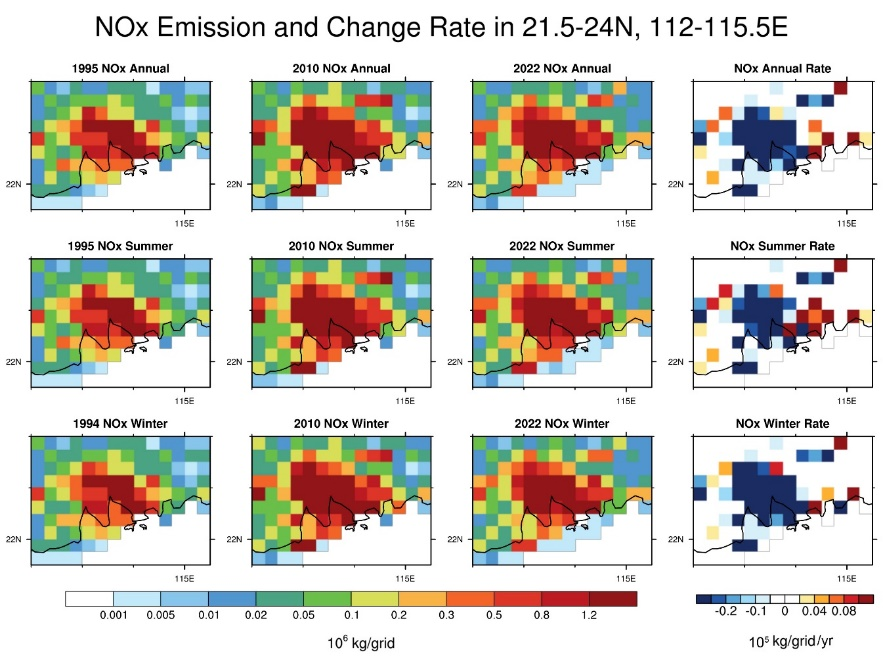 NOx Emission and Change Rate in 21.5-24N, 112-115.5E
1995 NOx Annual 2010 NOx Annual 2022 NOx Annual NOx Annual Rate
22N 22N 22N 22N
115E 115E 115E 115E
1995 NOx Summer 2010 NOx Summer 2022 NOx Summer NOx Summer Rate
22N 22N 22N 22N
115E 115E 115E 115E
1994 NOx Winter 2010 NOx Winter 2022 NOx Winter NOx Winter Rate
22N 22N 22N 22N
115E 115E 115E 115E
0.001 0.005 0.01 0.02 0.05 0.1 0.2 0.3 0.5 0.8 1.2 -0.2 -0.1 0 0.04 0.08
10⁶ kg/grid 10⁵ kg/grid/yr